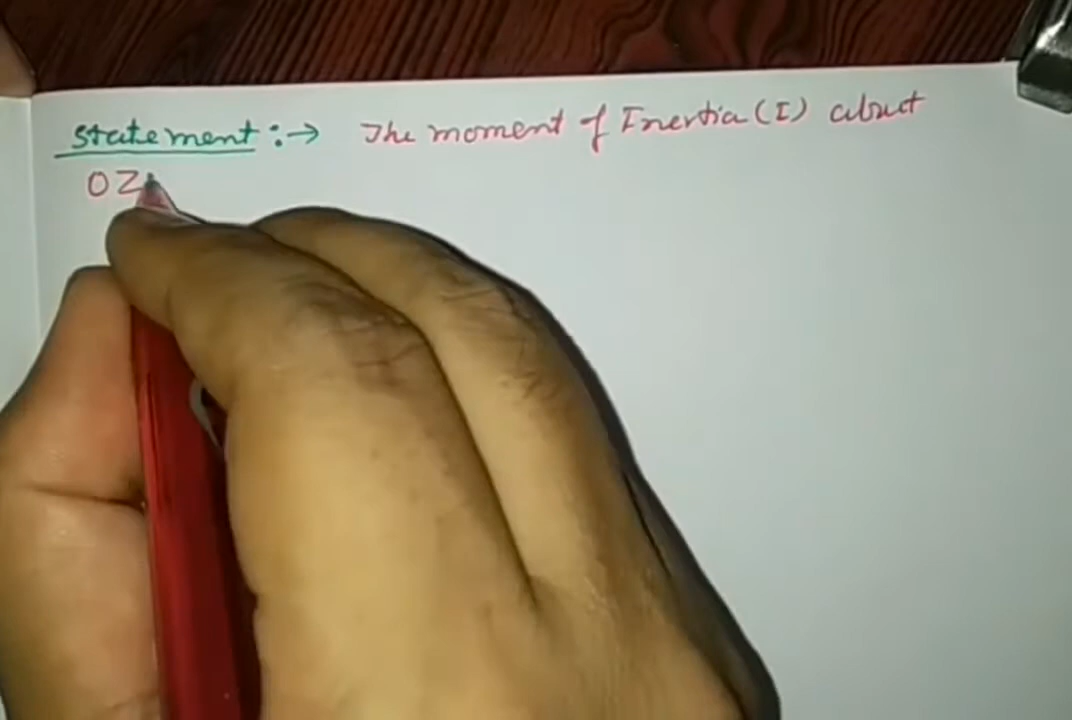 Statement :→ The moment of Inertia (I) about
OZ